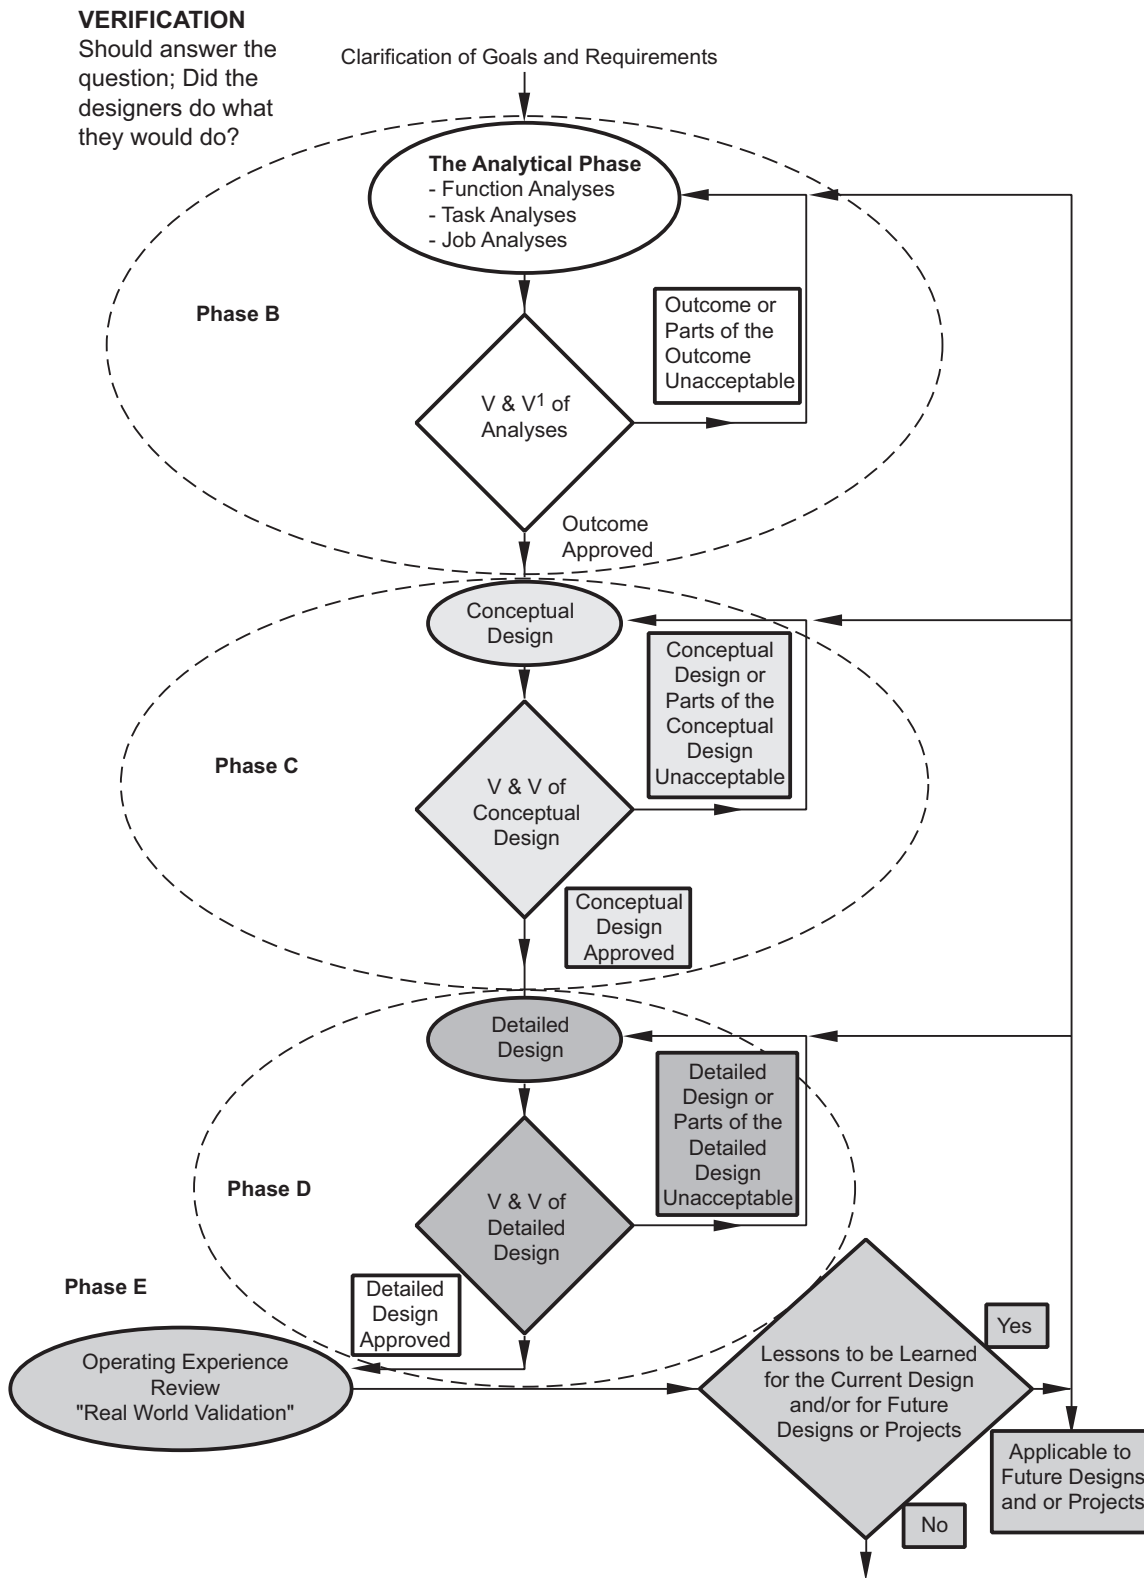 VERIFICATION
Should answer the
question; Did the
designers do what
they would do?
Clarification of Goals and Requirements
The Analytical Phase
- Function Analyses
- Task Analyses
- Job Analyses
Phase B
Outcome or
Parts of the
Outcome
Unacceptable
V & V¹ of
Analyses
Outcome
Approved
Conceptual
Design
Conceptual
Design or
Parts of the
Conceptual
Design
Unacceptable
Phase C
V & V of
Conceptual
Design
Conceptual
Design
Approved
Detailed
Design
Detailed
Design or
Parts of the
Detailed
Design
Unacceptable
Phase D
V & V of
Detailed
Design
Phase E
Detailed
Design
Approved
Operating Experience
Review
"Real World Validation"
Lessons to be Learned
for the Current Design
and/or for Future
Designs or Projects
Yes
Applicable to
Future Designs
and or Projects
No